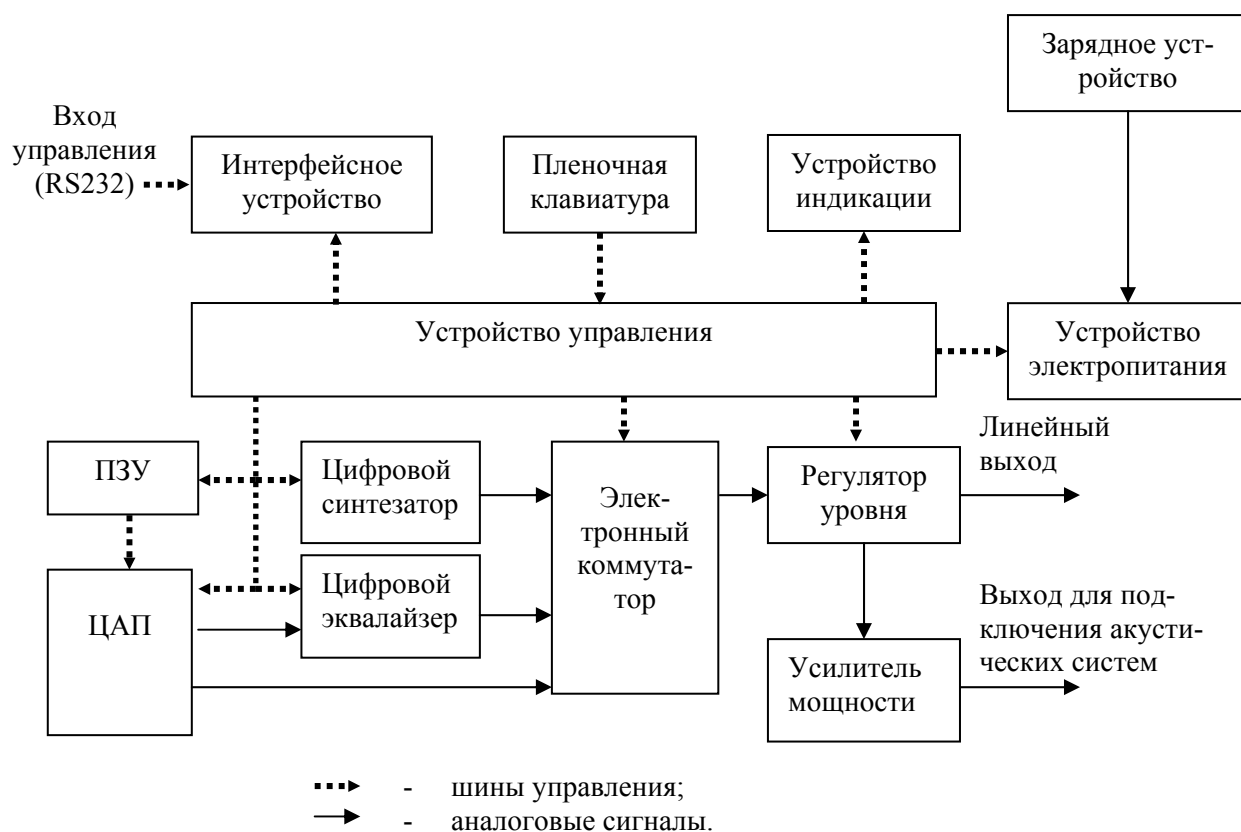 Зарядное уст-
ройство
Вход
управления
(RS232)
Интерфейсное
устройство
Пленочная
клавиатура
Устройство
индикации
Устройство управления
Устройство
электропитания
ПЗУ
Цифровой
синтезатор
Элек-
тронный
коммута-
тор
Регулятор
уровня
Линейный
выход
ЦАП
Цифровой
эквалайзер
Усилитель
мощности
Выход для под-
ключения акусти-
ческих систем
- шины управления;
- аналоговые сигналы.